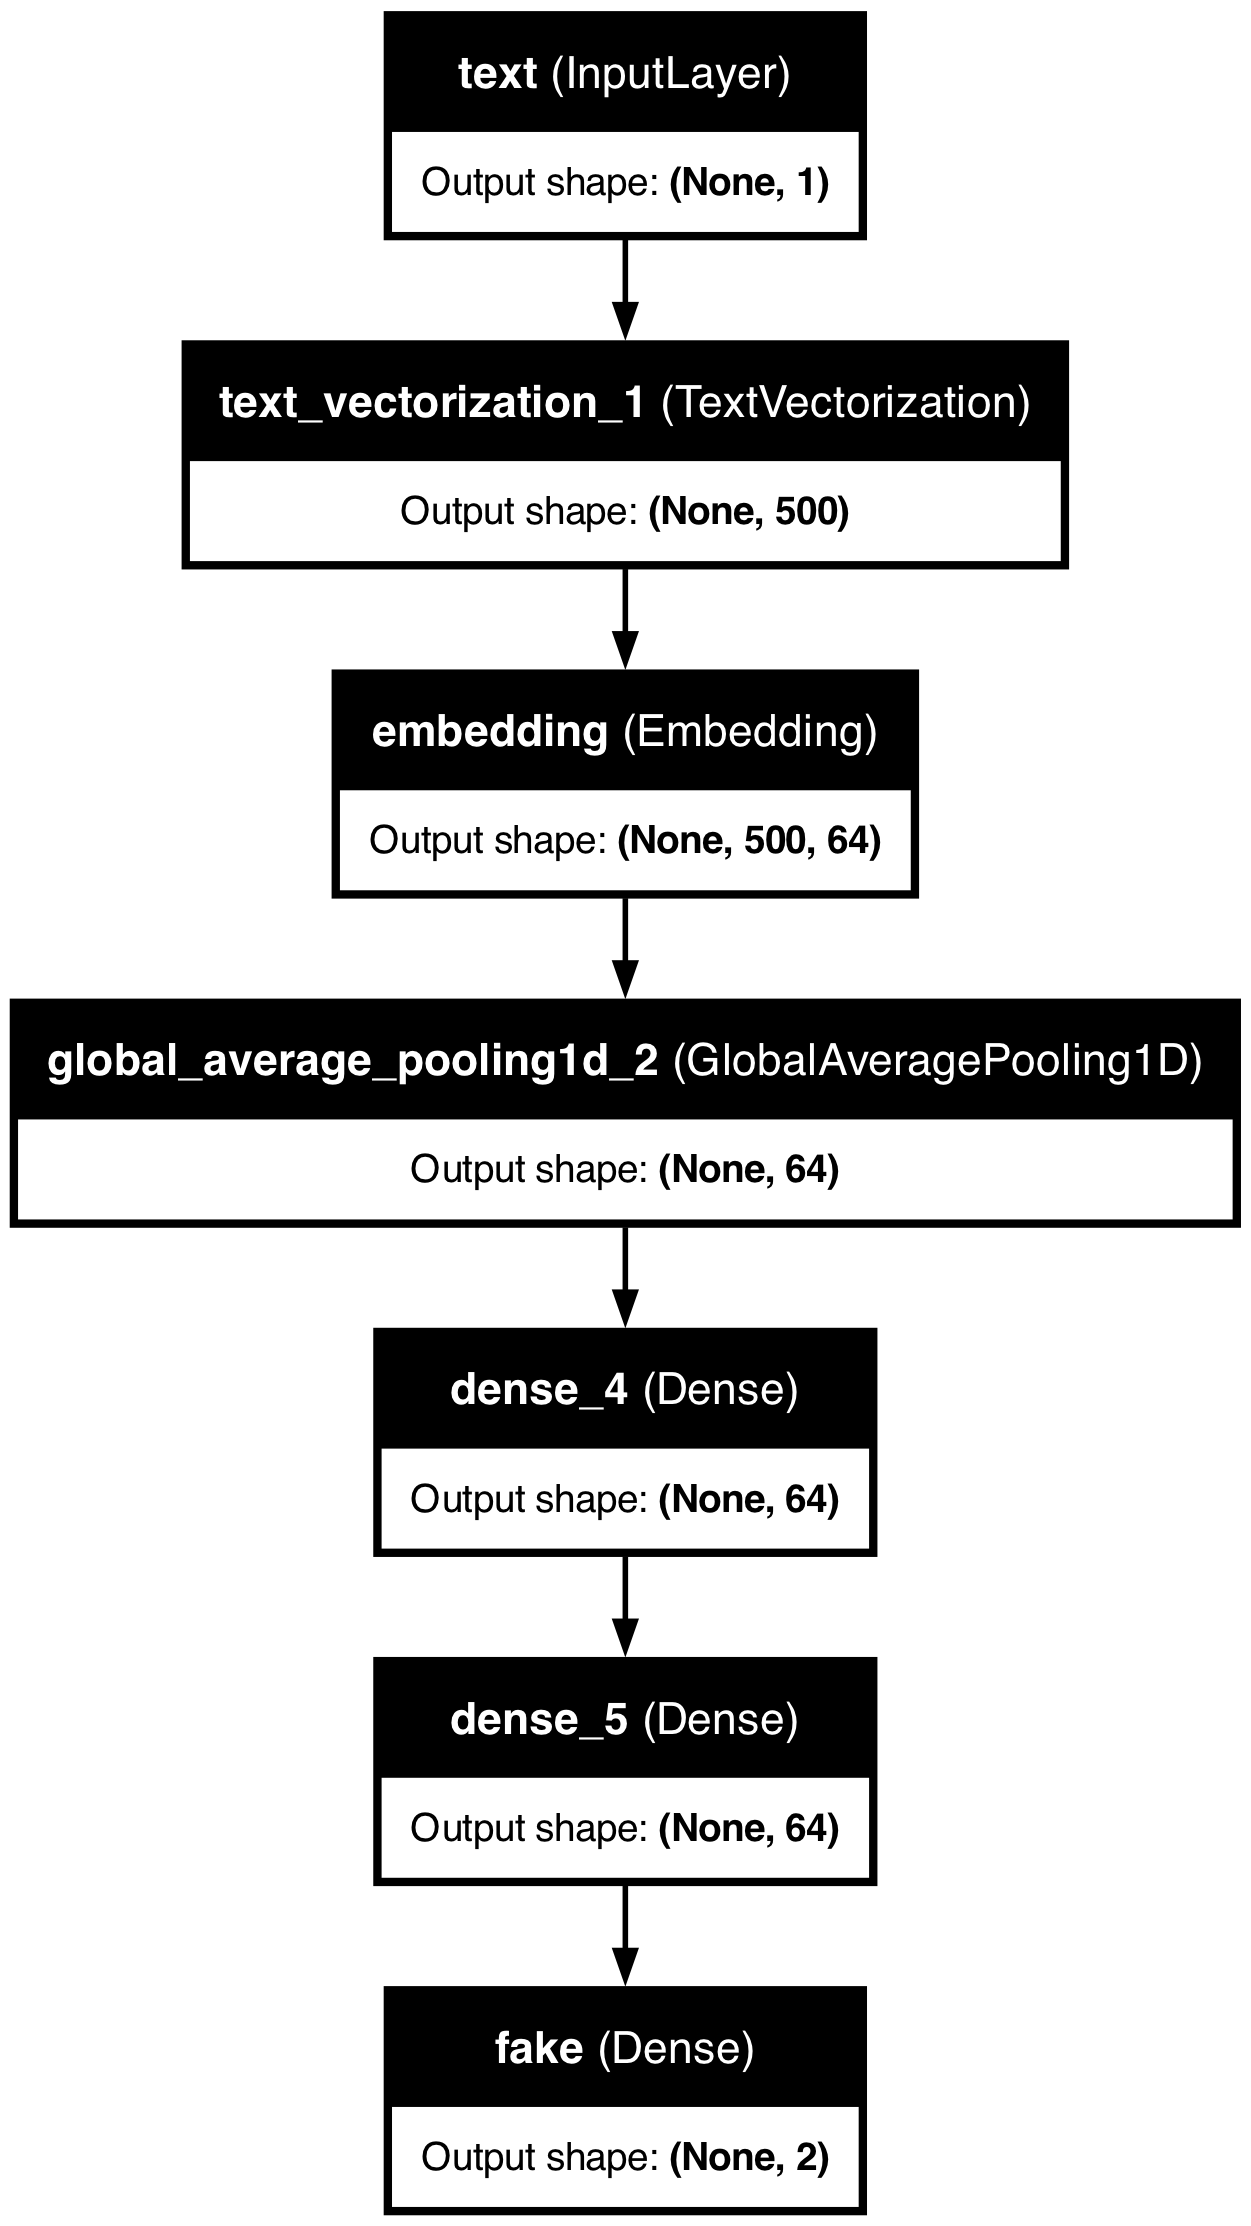 text (InputLayer)
Output shape: (None, 1)
text_vectorization_1 (TextVectorization)
Output shape: (None, 500)
embedding (Embedding)
Output shape: (None, 500, 64)
global_average_pooling1d_2 (GlobalAveragePooling1D)
Output shape: (None, 64)
dense_4 (Dense)
Output shape: (None, 64)
dense_5 (Dense)
Output shape: (None, 64)
fake (Dense)
Output shape: (None, 2)